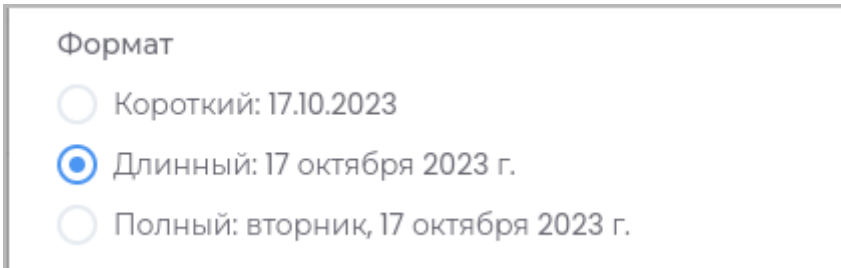 Формат
Короткий: 17.10.2023
Длинный: 17 октября 2023 г.
Полный: вторник, 17 октября 2023 г.